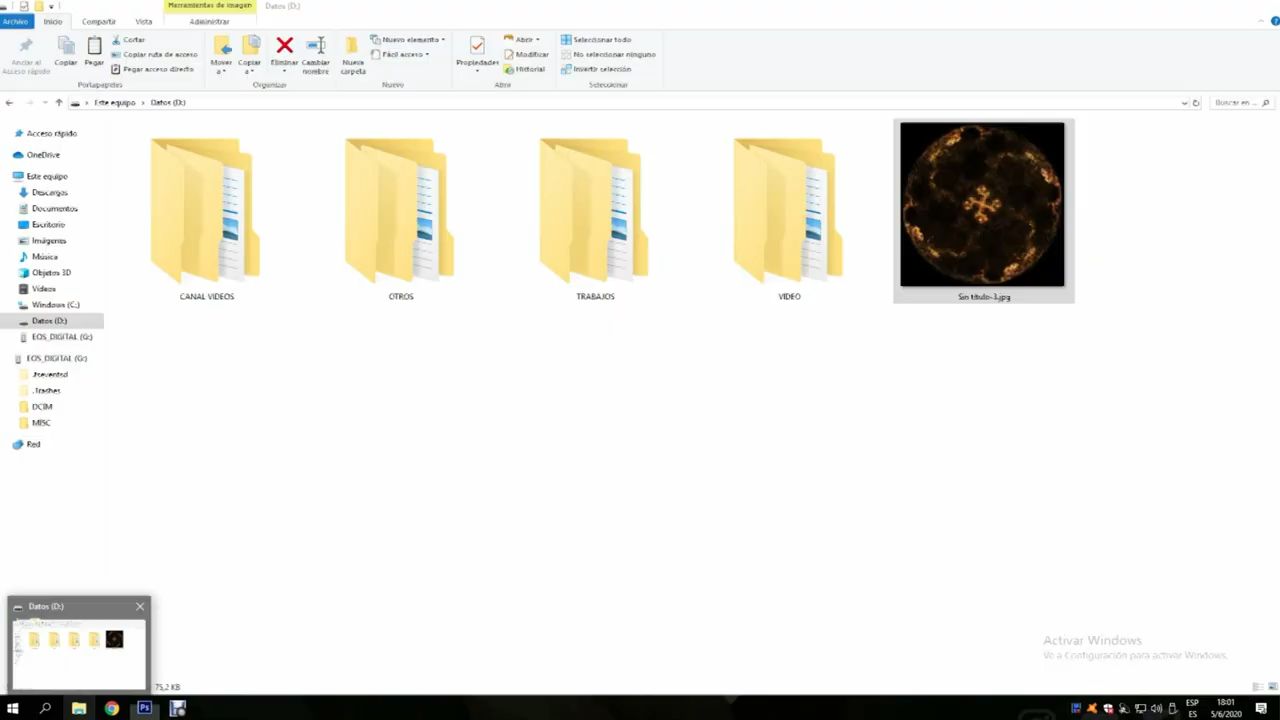 Herramientas de imagen
Datos (D:)
Archivo
Inicio
Compartir
Vista
Administrar
Anclar al
Acceso rápido
Copiar
Pegar
Cortar
Copiar ruta de acceso
Pegar acceso directo
Portapapeles
Mover
a
Copiar
a
Eliminar
Cambiar
nombre
Organizar
Nueva
carpeta
Nuevo elemento
Fácil acceso
Nuevo
Propiedades
Abrir
Modificar
Historial
Abrir
Seleccionar todo
No seleccionar ninguno
Invertir selección
Seleccionar
Este equipo > Datos (D:)
Buscar en ...
Acceso rápido
OneDrive
Este equipo
Descargas
Documentos
Escritorio
Imágenes
Música
Objetos 3D
Vídeos
Windows (C:)
Datos (D:)
EOS_DIGITAL (G:)
EOS_DIGITAL (G:)
.fseventsd
.Trashes
DCIM
MISC
Red
CANAL VIDEOS
OTROS
TRABAJOS
VIDEO
Sin título-3.jpg
Datos (D:)
75,2 KB
Activar Windows
Ve a Configuración para activar Windows.
Ps
ESP
ES
18:01
5/6/2020